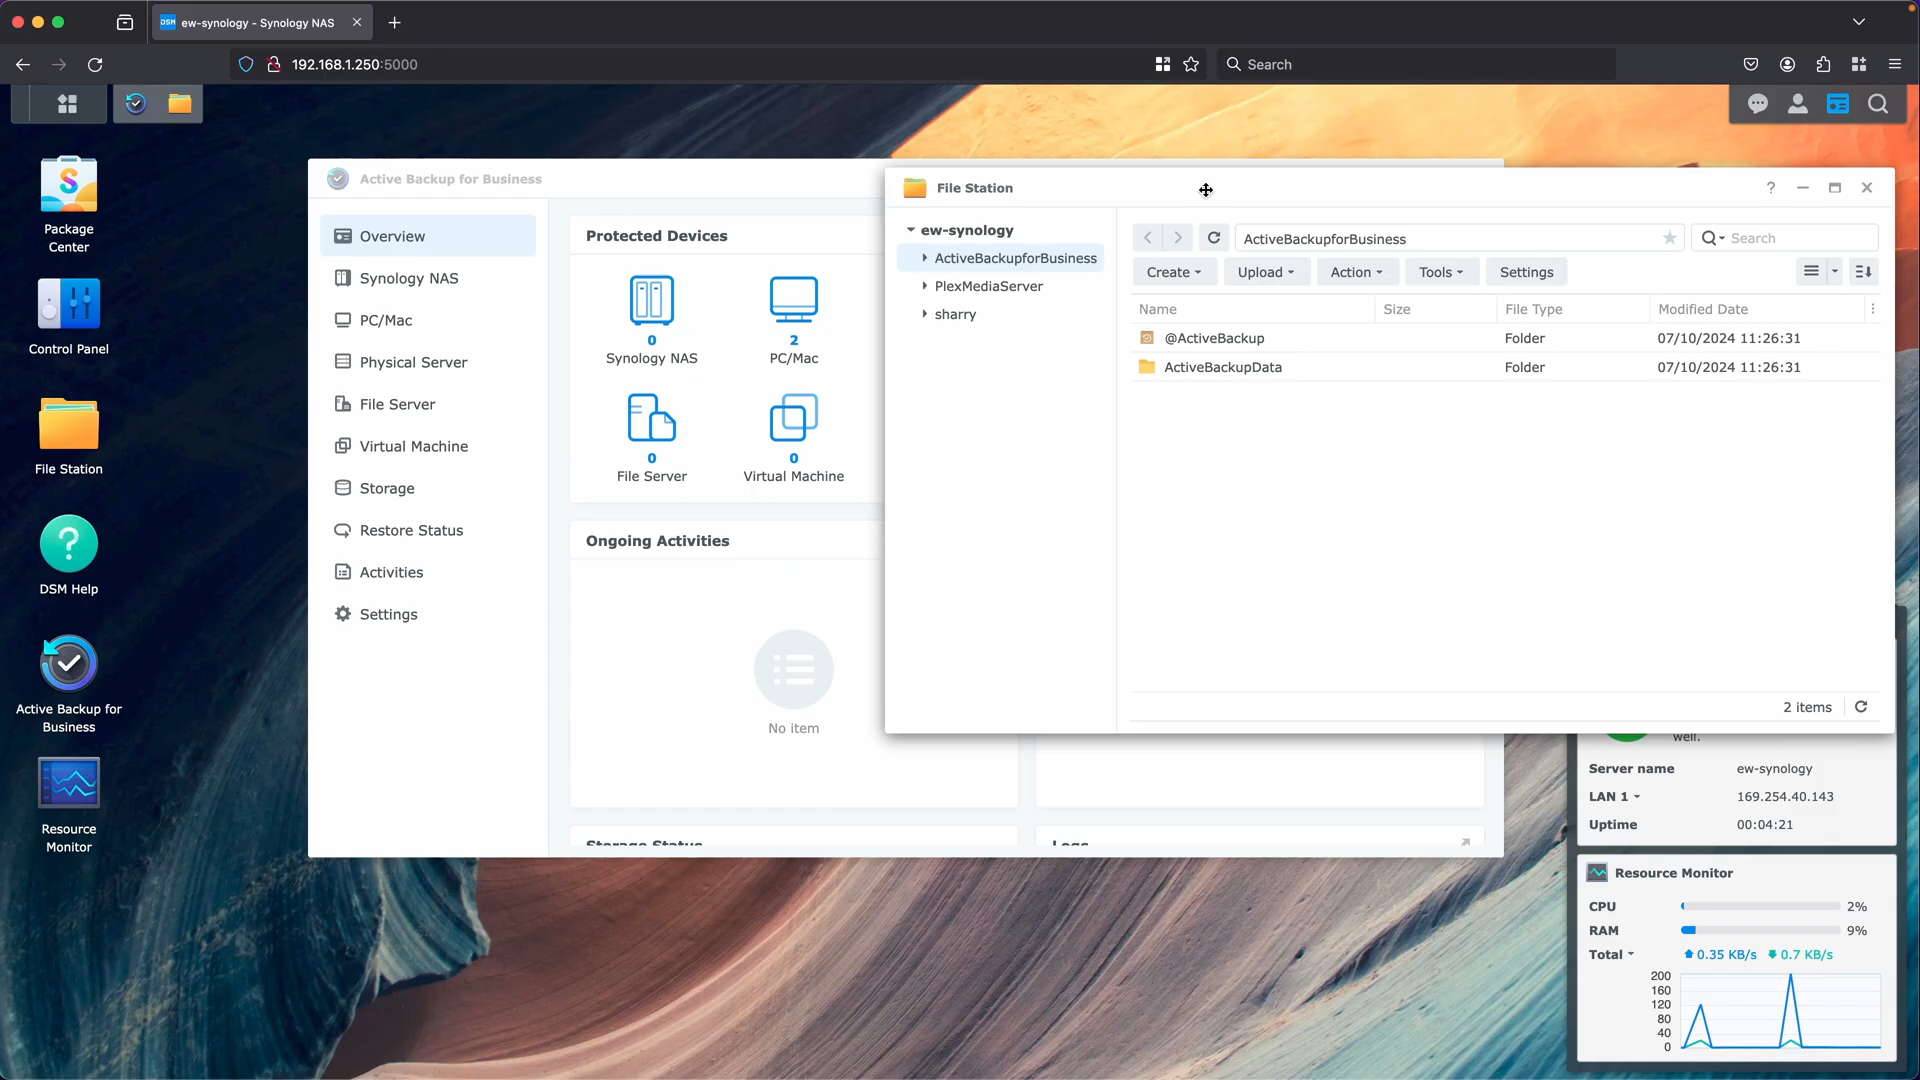 DSM ew-synology - Synology NAS
192.168.1.250:5000
Search
Package
Center
Control Panel
File Station
DSM Help
Active Backup for
Business
Resource
Monitor
Active Backup for Business
Overview
Synology NAS
PC/Mac
Physical Server
File Server
Virtual Machine
Storage
Restore Status
Activities
Settings
Protected Devices
0
Synology NAS
2
PC/Mac
0
File Server
0
Virtual Machine
Ongoing Activities
No item
Storage Status
Logs
File Station
ew-synology
ActiveBackupforBusiness
PlexMediaServer
sharry
ActiveBackupforBusiness
Search
Create
Upload
Action
Tools
Settings
Name Size File Type Modified Date
@ActiveBackup Folder 07/10/2024 11:26:31
ActiveBackupData Folder 07/10/2024 11:26:31
2 items
well.
Server name ew-synology
LAN 1 169.254.40.143
Uptime 00:04:21
Resource Monitor
CPU 2%
RAM 9%
Total 0.35 KB/s 0.7 KB/s
200
160
120
80
40
0